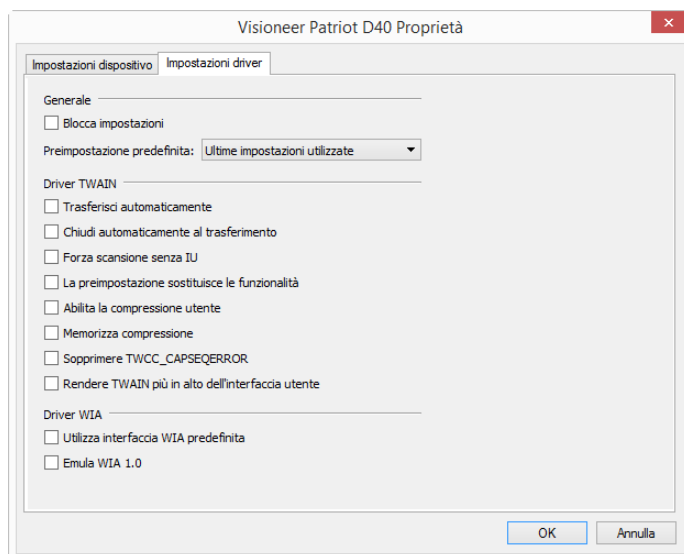 Visioneer Patriot D40 Proprietà
Impostazioni dispositivo Impostazioni driver
Generale
Blocca impostazioni
Preimpostazione predefinita: Ultime impostazioni utilizzate
Driver TWAIN
Trasferisci automaticamente
Chiudi automaticamente al trasferimento
Forza scansione senza IU
La preimpostazione sostituisce le funzionalità
Abilita la compressione utente
Memorizza compressione
Sopprimere TWCC_CAPSEQERROR
Rendere TWAIN più in alto dell'interfaccia utente
Driver WIA
Utilizza interfaccia WIA predefinita
Emula WIA 1.0
OK Annulla